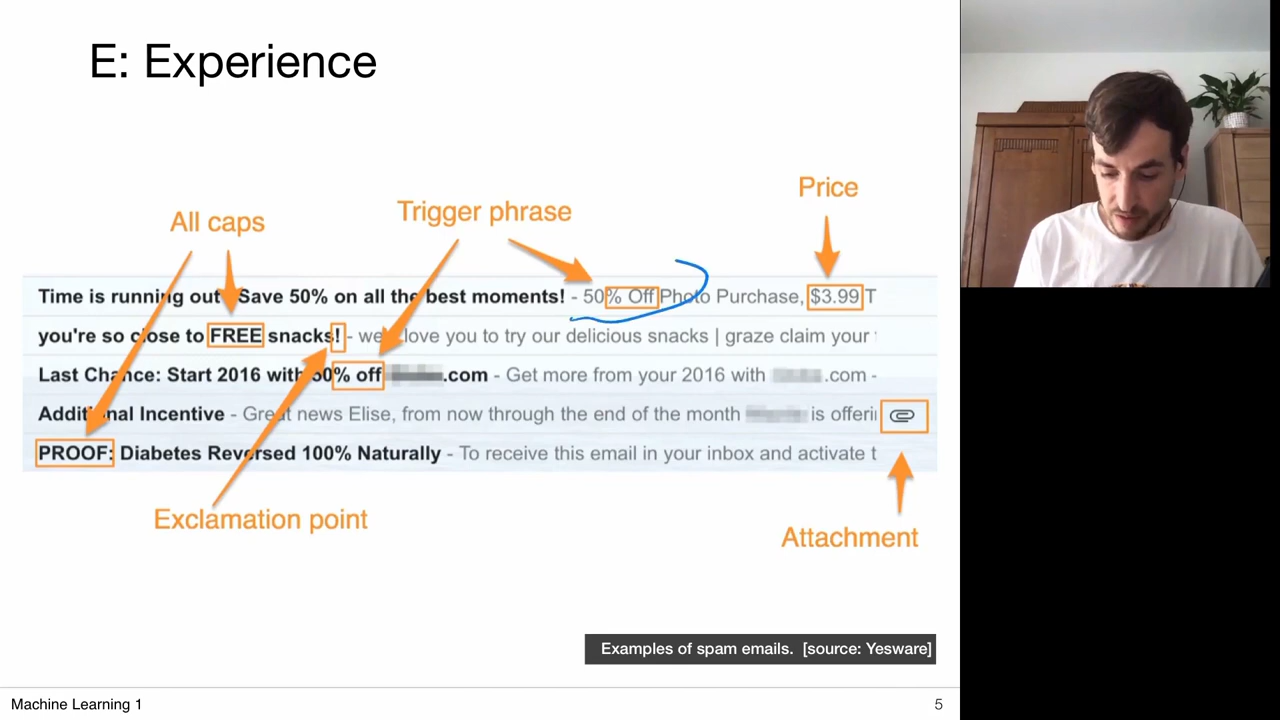 E: Experience
Price
Trigger phrase
All caps
Time is running out Save 50% on all the best moments! - 50% Off Photo Purchase, $3.99 T
you're so close to FREE snacks! - we love you to try our delicious snacks | graze claim your
Last Chance: Start 2016 with 50% off .com - Get more from your 2016 with .com -
Additional Incentive - Great news Elise, from now through the end of the month is offeri
PROOF: Diabetes Reversed 100% Naturally - To receive this email in your inbox and activate t
Exclamation point
Attachment
Examples of spam emails. [source: Yesware]
Machine Learning 1
5